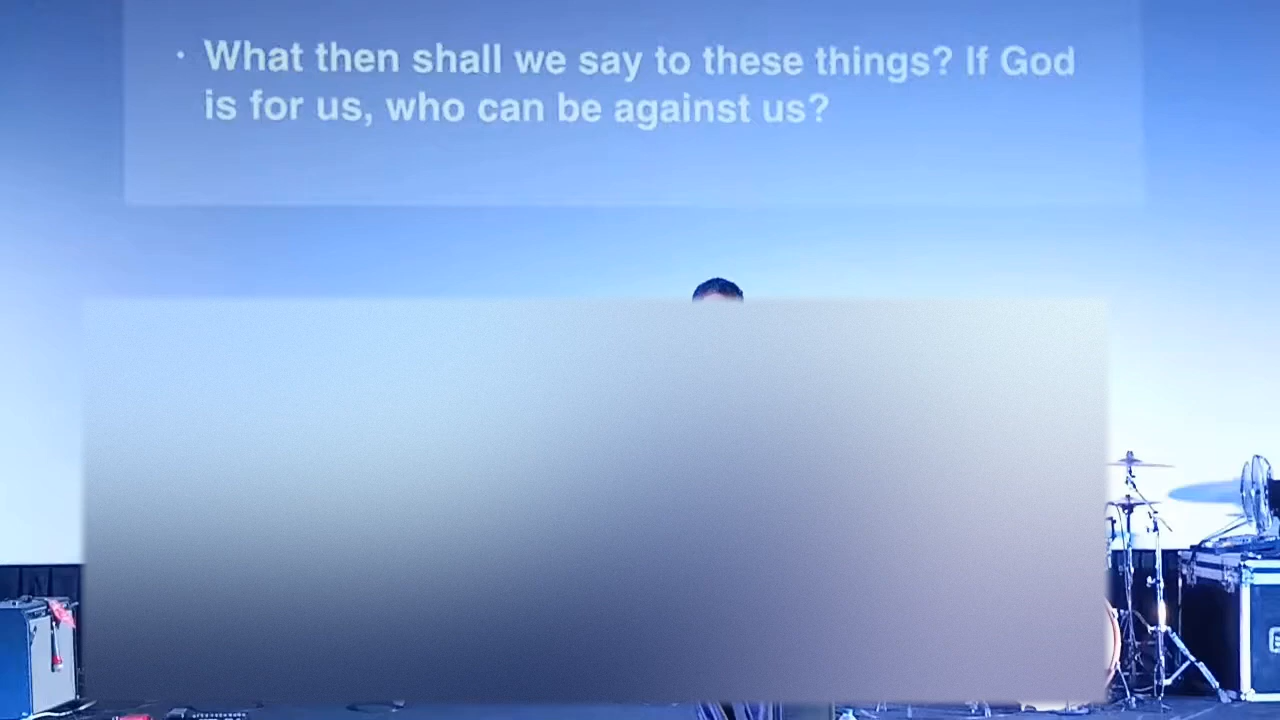 • What then shall we say to these things? If God
is for us, who can be against us?